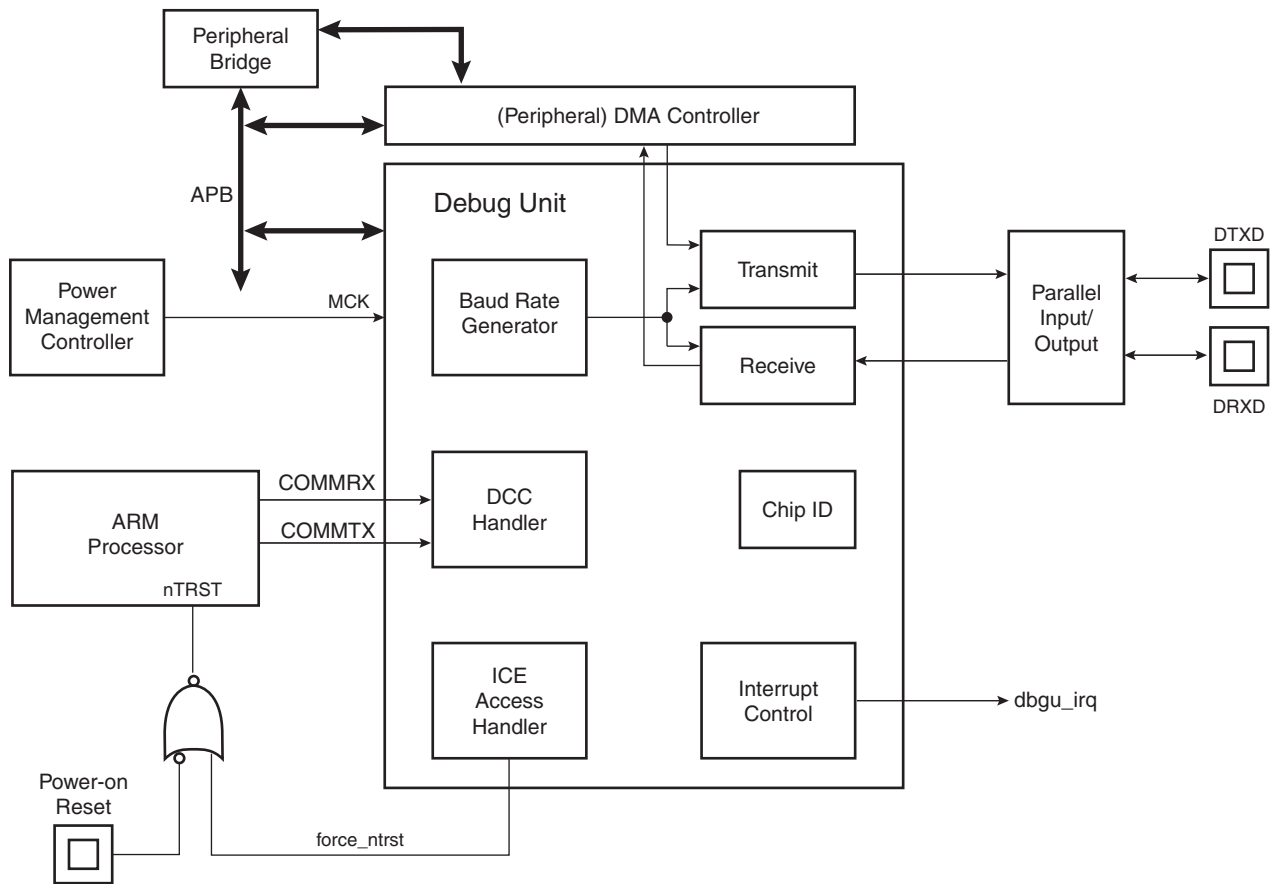 Peripheral
Bridge
(Peripheral) DMA Controller
APB
Debug Unit
Power
Management
Controller
MCK
Baud Rate
Generator
Transmit
Receive
Parallel
Input/
Output
DTXD
DRXD
ARM
Processor
nTRST
COMMRX
COMMTX
DCC
Handler
Chip ID
ICE
Access
Handler
Interrupt
Control
dbgu_irq
Power-on
Reset
force_ntrst